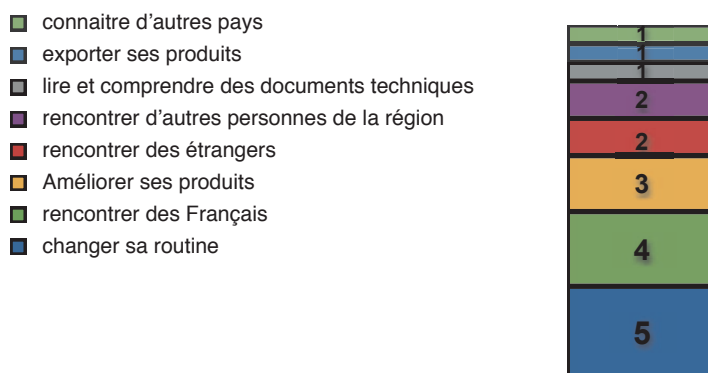 connaitre d'autres pays
exporter ses produits
lire et comprendre des documents techniques
rencontrer d'autres personnes de la région
rencontrer des étrangers
Améliorer ses produits
rencontrer des Français
changer sa routine
1
1
1
2
2
3
4
5